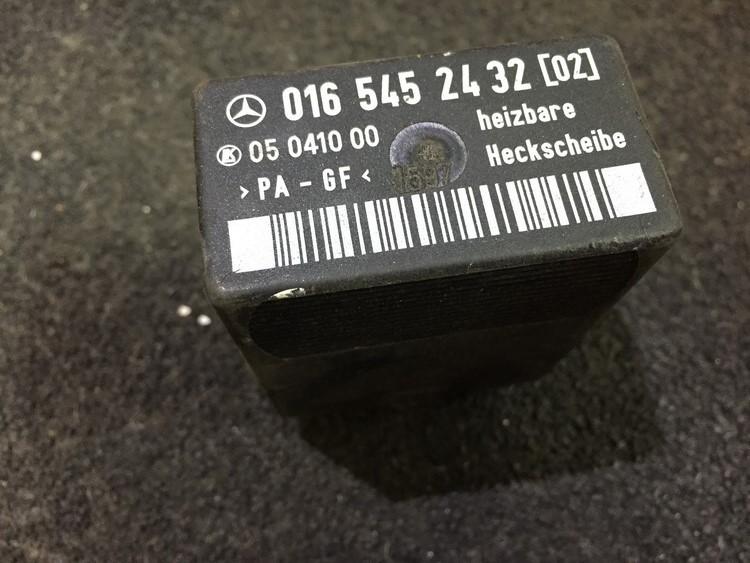 016 545 24 32 [02]
05 0410 00
heizbare
Heckscheibe
>PA-GF<